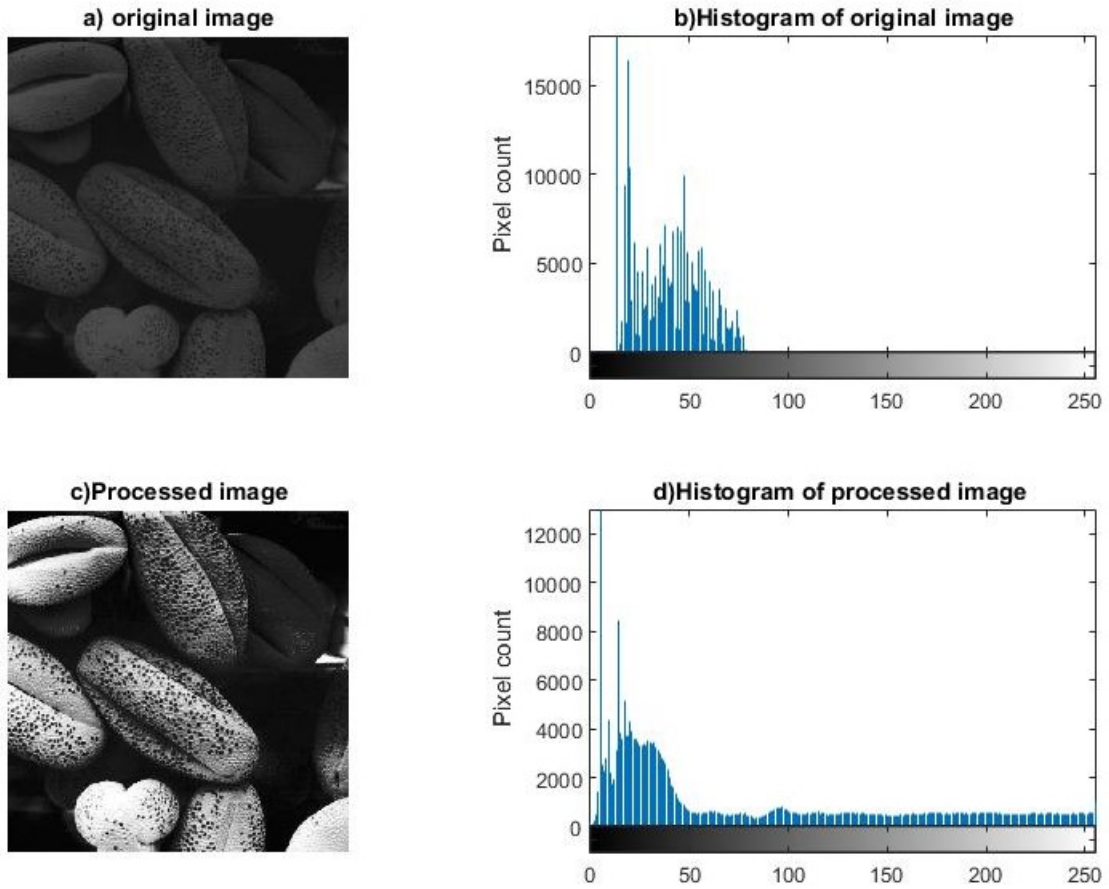 a) original image
b)Histogram of original image
Pixel count
15000
10000
5000
0
0 50 100 150 200 250
c)Processed image
d)Histogram of processed image
Pixel count
12000
10000
8000
6000
4000
2000
0
0 50 100 150 200 250